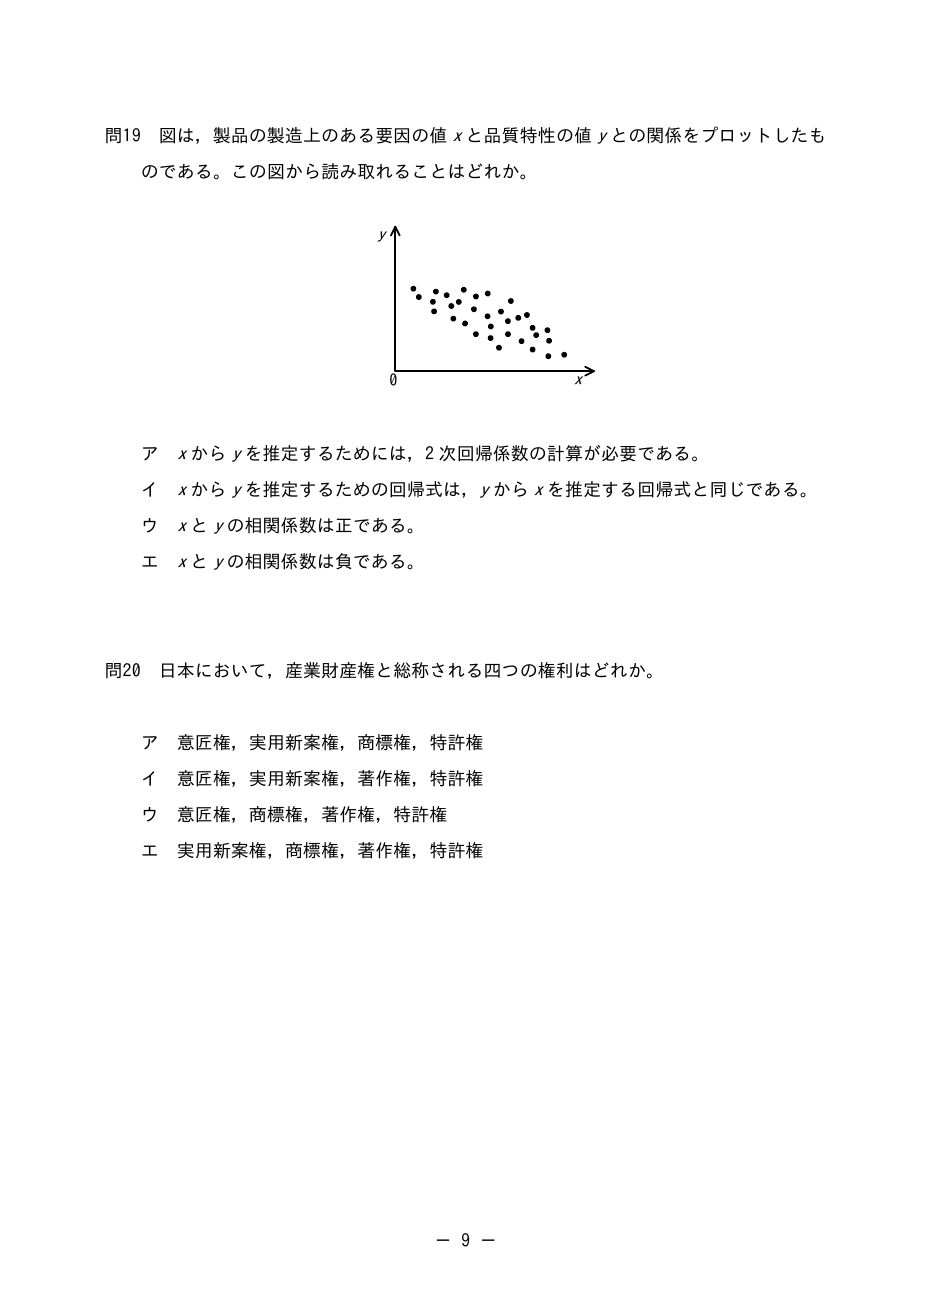 問19　図は，製品の製造上のある要因の値 x と品質特性の値 y との関係をプロットしたも
のである。この図から読み取れることはどれか。
y
0
x
ア　x から y を推定するためには，2 次回帰係数の計算が必要である。
イ　x から y を推定するための回帰式は，y から x を推定する回帰式と同じである。
ウ　x と y の相関係数は正である。
エ　x と y の相関係数は負である。
問20　日本において，産業財産権と総称される四つの権利はどれか。
ア　意匠権，実用新案権，商標権，特許権
イ　意匠権，実用新案権，著作権，特許権
ウ　意匠権，商標権，著作権，特許権
エ　実用新案権，商標権，著作権，特許権
－ 9 －